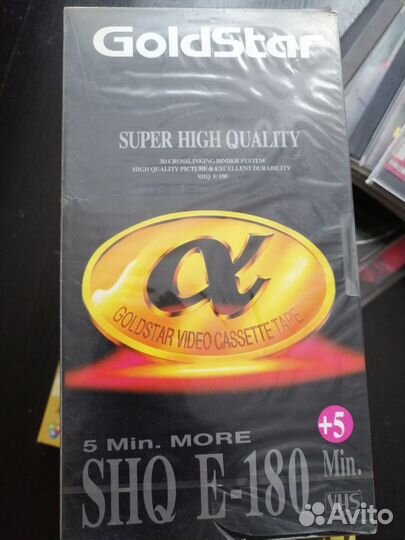 GoldStar
SUPER HIGH QUALITY
3D CROSSLINKING BINDER SYSTEM
HIGH QUALITY PICTURE & EXCELLENT DURABILITY
SHQ E-180
α
GOLDSTAR VIDEO CASSETTE TAPE
5 Min. MORE
+5
SHQ E-180 Min.
VHS
Avito